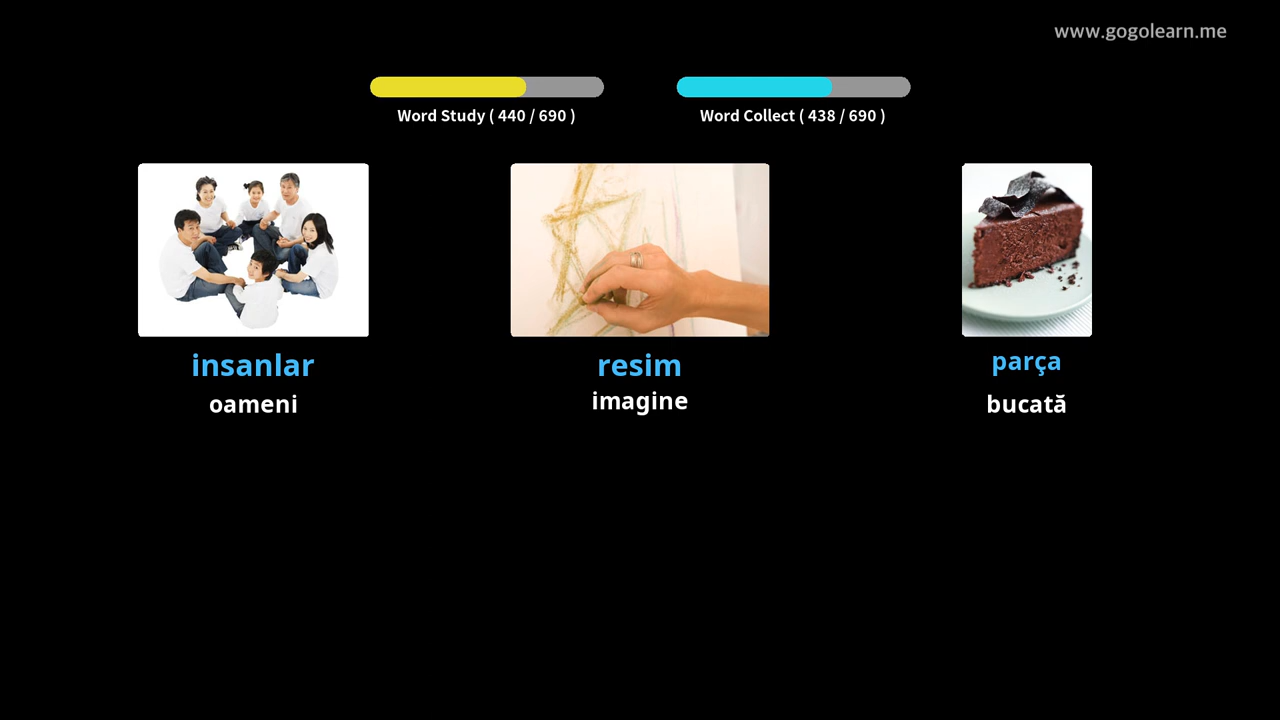 www.gogolearn.me
Word Study ( 440 / 690 )
Word Collect ( 438 / 690 )
insanlar
oameni
resim
imagine
parça
bucată